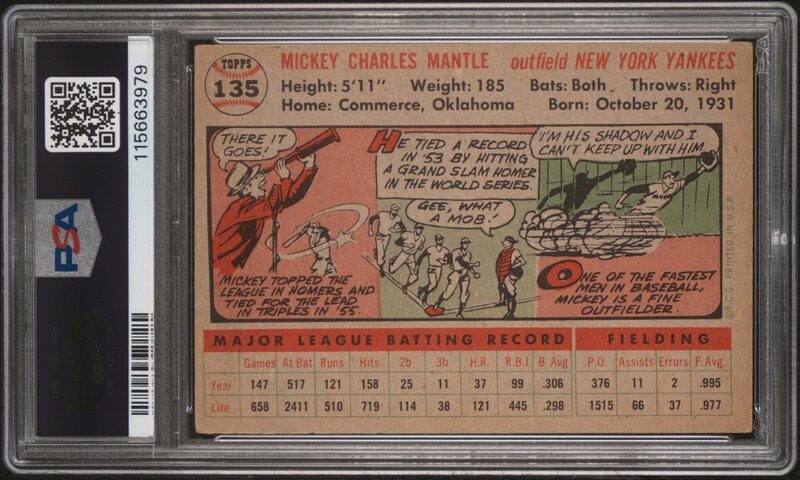 115663979
PSA
TOPPS
135
MICKEY CHARLES MANTLE outfield NEW YORK YANKEES
Height: 5'11" Weight: 185 Bats: Both Throws: Right
Home: Commerce, Oklahoma Born: October 20, 1931
THERE IT
GOES!
MICKEY TOPPED THE
LEAGUE IN HOMERS AND
TIED FOR THE LEAD
IN TRIPLES IN '55.
HE TIED A RECORD
IN '53 BY HITTING
A GRAND SLAM HOMER
IN THE WORLD SERIES.
GEE, WHAT
A MOB!
I'M HIS SHADOW AND I
CAN'T KEEP UP WITH HIM
ONE OF THE FASTEST
MEN IN BASEBALL,
MICKEY IS A FINE
OUTFIELDER.
©T.C.G. PRINTED IN U.S.A.
MAJOR LEAGUE BATTING RECORD FIELDING
Games At Bat Runs Hits 2b 3b H.R. R.B.I. B. Avg P.O. Assists Errors F. Avg.
Year 147 517 121 158 25 11 37 99 .306 376 11 2 .995
Life 658 2411 510 719 114 38 121 445 .298 1515 66 37 .977